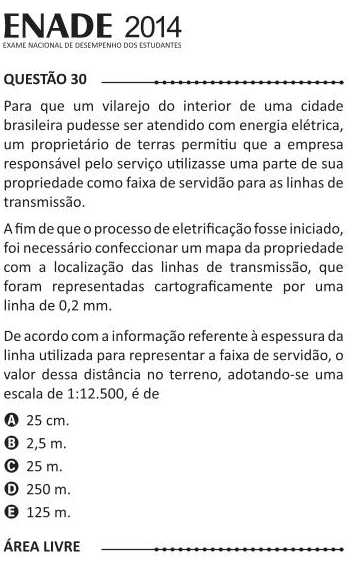 ENADE 2014
EXAME NACIONAL DE DESEMPENHO DOS ESTUDANTES
QUESTÃO 30
Para que um vilarejo do interior de uma cidade
brasileira pudesse ser atendido com energia elétrica,
um proprietário de terras permitiu que a empresa
responsável pelo serviço utilizasse uma parte de sua
propriedade como faixa de servidão para as linhas de
transmissão.
A fim de que o processo de eletrificação fosse iniciado,
foi necessário confeccionar um mapa da propriedade
com a localização das linhas de transmissão, que
foram representadas cartograficamente por uma
linha de 0,2 mm.
De acordo com a informação referente à espessura da
linha utilizada para representar a faixa de servidão, o
valor dessa distância no terreno, adotando-se uma
escala de 1:12.500, é de
A 25 cm.
B 2,5 m.
C 25 m.
D 250 m.
E 125 m.
ÁREA LIVRE